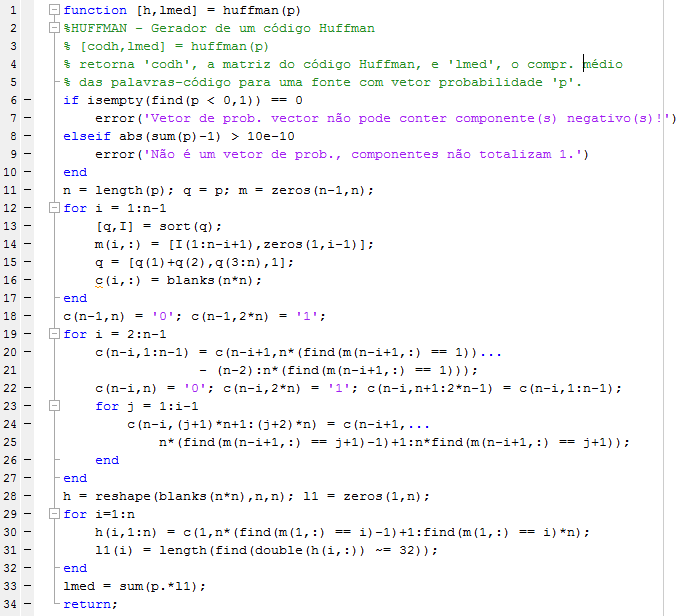 1 function [h,lmed] = huffman(p)
2 %HUFFMAN - Gerador de um código Huffman
3 % [codh,lmed] = huffman(p)
4 % retorna 'codh', a matriz do código Huffman, e 'lmed', o compr. médio
5 % das palavras-código para uma fonte com vetor probabilidade 'p'.
6 – if isempty(find(p < 0,1)) == 0
7 – error('Vetor de prob. vector não pode conter componente(s) negativo(s)!')
8 – elseif abs(sum(p)-1) > 10e-10
9 – error('Não é um vetor de prob., componentes não totalizam 1.')
10 – end
11 – n = length(p); q = p; m = zeros(n-1,n);
12 – for i = 1:n-1
13 – [q,I] = sort(q);
14 – m(i,:) = [I(1:n-i+1),zeros(1,i-1)];
15 – q = [q(1)+q(2),q(3:n),1];
16 – c(i,:) = blanks(n*n);
17 – end
18 – c(n-1,n) = '0'; c(n-1,2*n) = '1';
19 – for i = 2:n-1
20 – c(n-i,1:n-1) = c(n-i+1,n*(find(m(n-i+1,:) == 1))...
21 - (n-2):n*(find(m(n-i+1,:) == 1)));
22 – c(n-i,n) = '0'; c(n-i,2*n) = '1'; c(n-i,n+1:2*n-1) = c(n-i,1:n-1);
23 – for j = 1:i-1
24 – c(n-i,(j+1)*n+1:(j+2)*n) = c(n-i+1,...
25 n*(find(m(n-i+1,:) == j+1)-1)+1:n*find(m(n-i+1,:) == j+1));
26 – end
27 – end
28 – h = reshape(blanks(n*n),n,n); l1 = zeros(1,n);
29 – for i=1:n
30 – h(i,1:n) = c(1,n*(find(m(1,:) == i)-1)+1:find(m(1,:) == i)*n);
31 – l1(i) = length(find(double(h(i,:)) ~= 32));
32 – end
33 – lmed = sum(p.*l1);
34 – return;